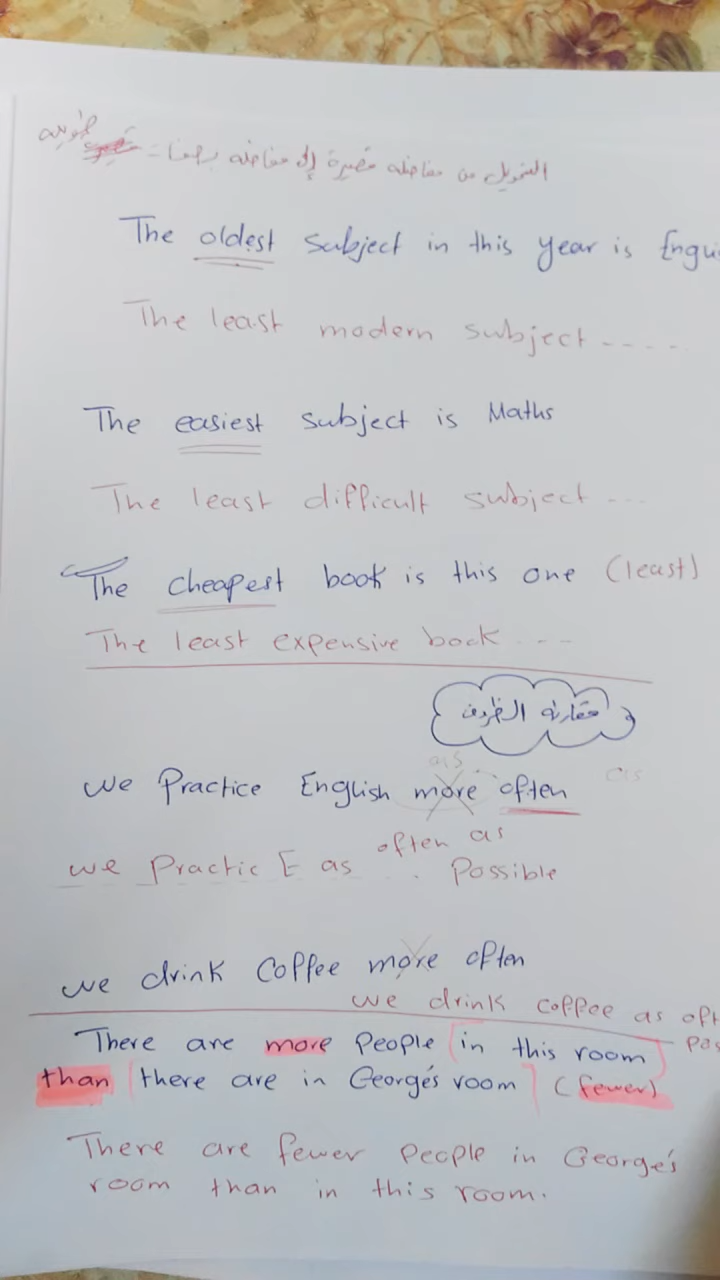 طويلة
التحويل من مفاضلة قصيرة إلى مفاضلة
The oldest subject in this year is Engli
The least modern subject .....
The easiest subject is Maths
The least difficult subject ...
The cheapest book is this one (least)
The least expensive book ...
مقارنة الظروف
as as
we Practice English more often
often as
we practic E as .. Possible
we drink Coffee more often
we drink coffee as oft
pos
There are more People in this room
than there are in George's room (fewer)
There are fewer people in George's
room than in this room.